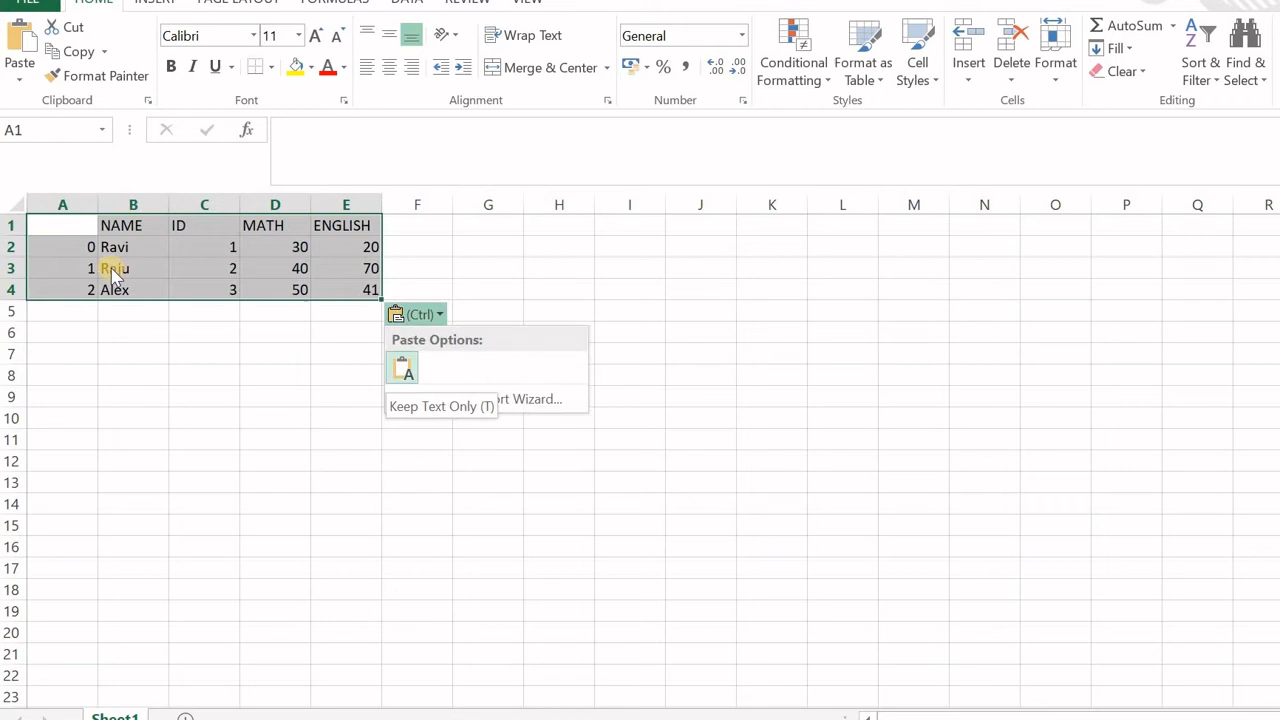 FILE HOME INSERT PAGE LAYOUT FORMULAS DATA REVIEW VIEW
Cut
Copy
Format Painter
Paste
Clipboard
Calibri 11
B I U
Font
Wrap Text
Merge & Center
Alignment
General
Number
Conditional Formatting
Format as Table
Cell Styles
Styles
Insert Delete Format
Cells
AutoSum
Fill
Clear
Sort & Filter
Find & Select
Editing
A1 fx
A B C D E F G H I J K L M N O P Q R
1 NAME ID MATH ENGLISH
2 0 Ravi 1 30 20
3 1 Raju 2 40 70
4 2 Alex 3 50 41
5 (Ctrl)
6 Paste Options:
7
8
9 rt Wizard...
Keep Text Only (T)
10
11
12
13
14
15
16
17
18
19
20
21
22
23
Sheet1